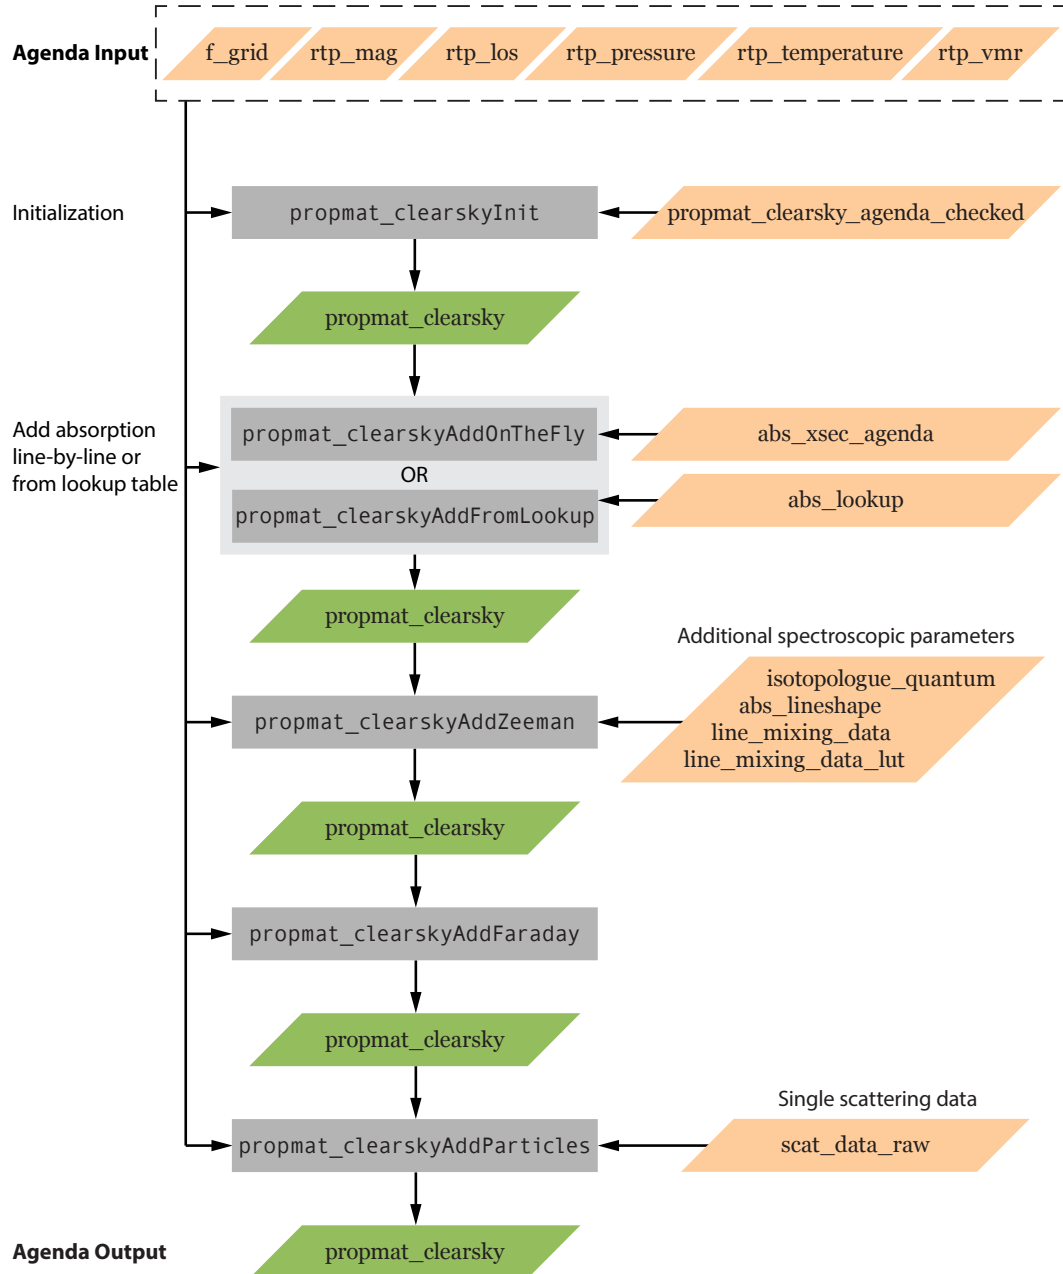 Agenda Input
f_grid
rtp_mag
rtp_los
rtp_pressure
rtp_temperature
rtp_vmr
Initialization
propmat_clearskyInit
propmat_clearsky_agenda_checked
propmat_clearsky
Add absorption
line-by-line or
from lookup table
propmat_clearskyAddOnTheFly
OR
propmat_clearskyAddFromLookup
abs_xsec_agenda
abs_lookup
propmat_clearsky
Additional spectroscopic parameters
isotopologue_quantum
abs_lineshape
line_mixing_data
line_mixing_data_lut
propmat_clearskyAddZeeman
propmat_clearsky
propmat_clearskyAddFaraday
propmat_clearsky
Single scattering data
propmat_clearskyAddParticles
scat_data_raw
Agenda Output
propmat_clearsky